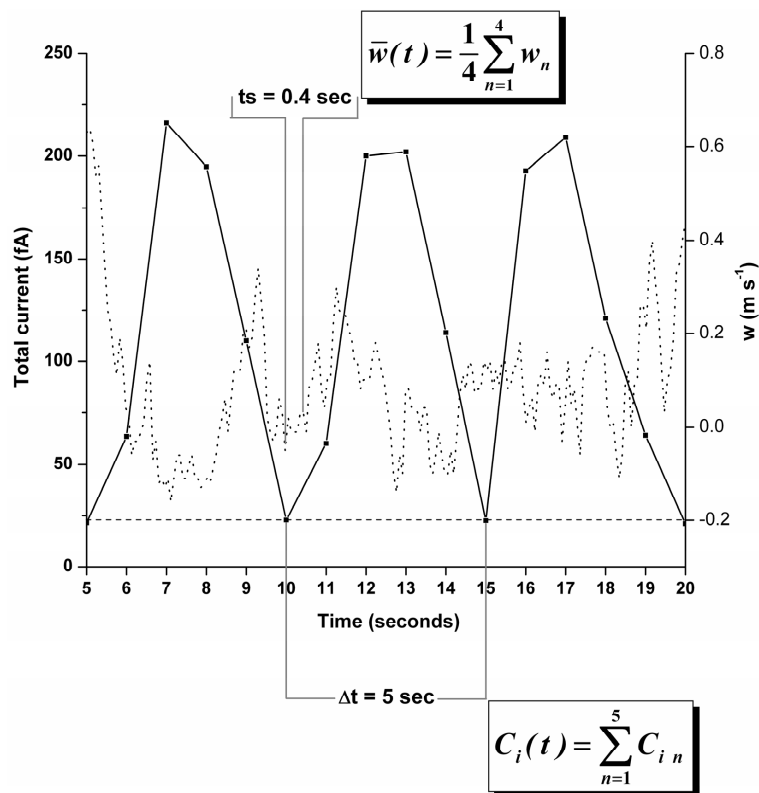 w̅(t) = 1/4 ∑_{n=1}^{4} w_n
ts = 0.4 sec
250
200
150
100
50
0
Total current (fA)
0.8
0.6
0.4
0.2
0.0
-0.2
w (m s⁻¹)
5 6 7 8 9 10 11 12 13 14 15 16 17 18 19 20
Time (seconds)
Δt = 5 sec
C_i(t) = ∑_{n=1}^{5} C_{i n}